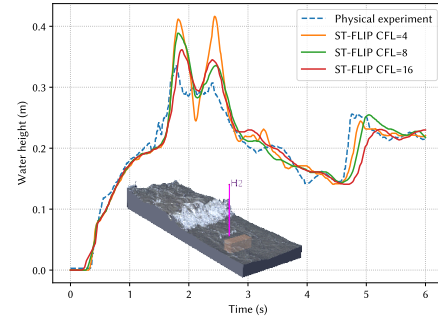 Physical experiment
ST-FLIP CFL=4
ST-FLIP CFL=8
ST-FLIP CFL=16
Water height (m)
0.4
0.3
0.2
0.1
0.0
H2
0 1 2 3 4 5 6
Time (s)